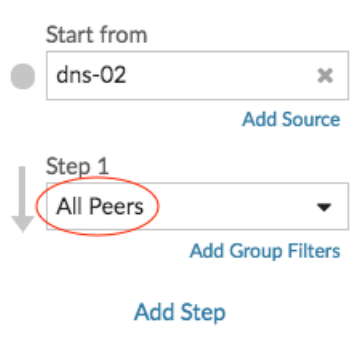 Start from
dns-02
Add Source
Step 1
All Peers
Add Group Filters
Add Step